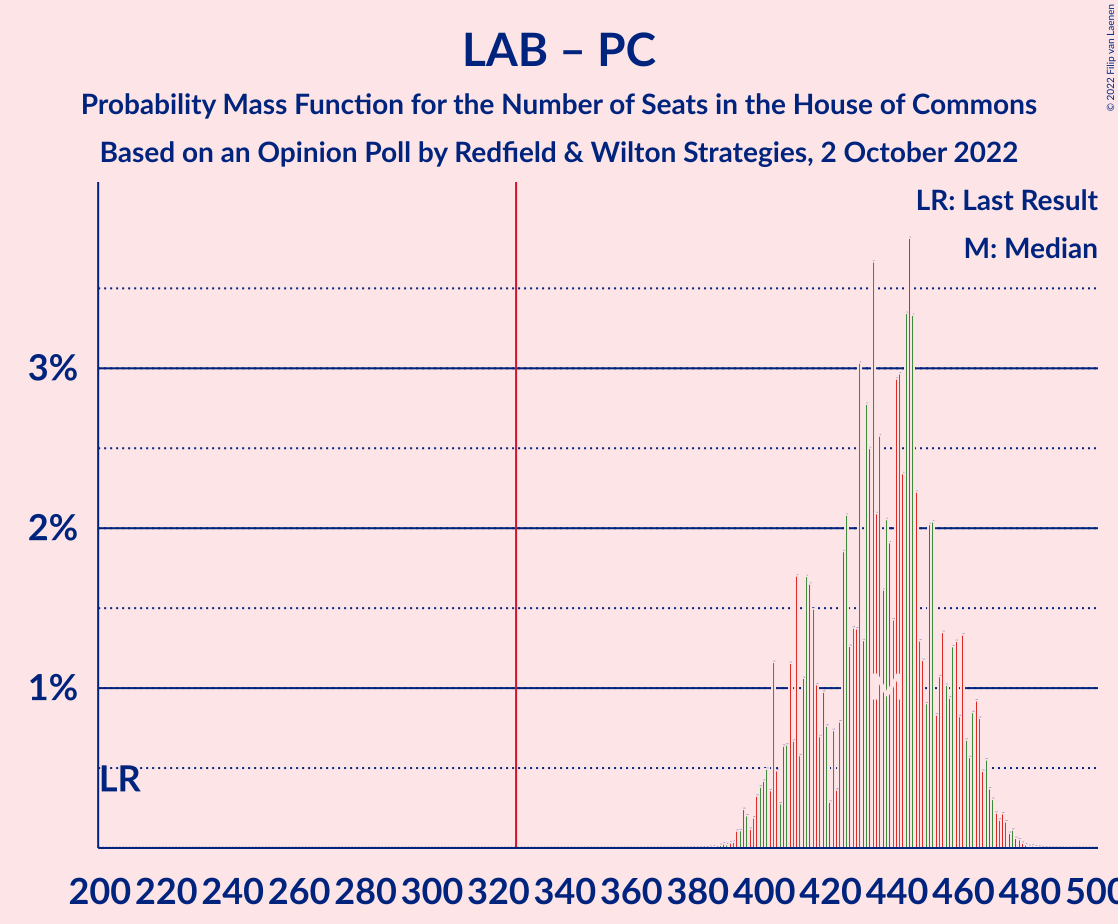 LAB – PC
Probability Mass Function for the Number of Seats in the House of Commons
Based on an Opinion Poll by Redfield & Wilton Strategies, 2 October 2022
© 2022 Filip van Laenen
LR: Last Result
M: Median
3%
2%
1%
M
LR
200 220 240 260 280 300 320 340 360 380 400 420 440 460 480 500